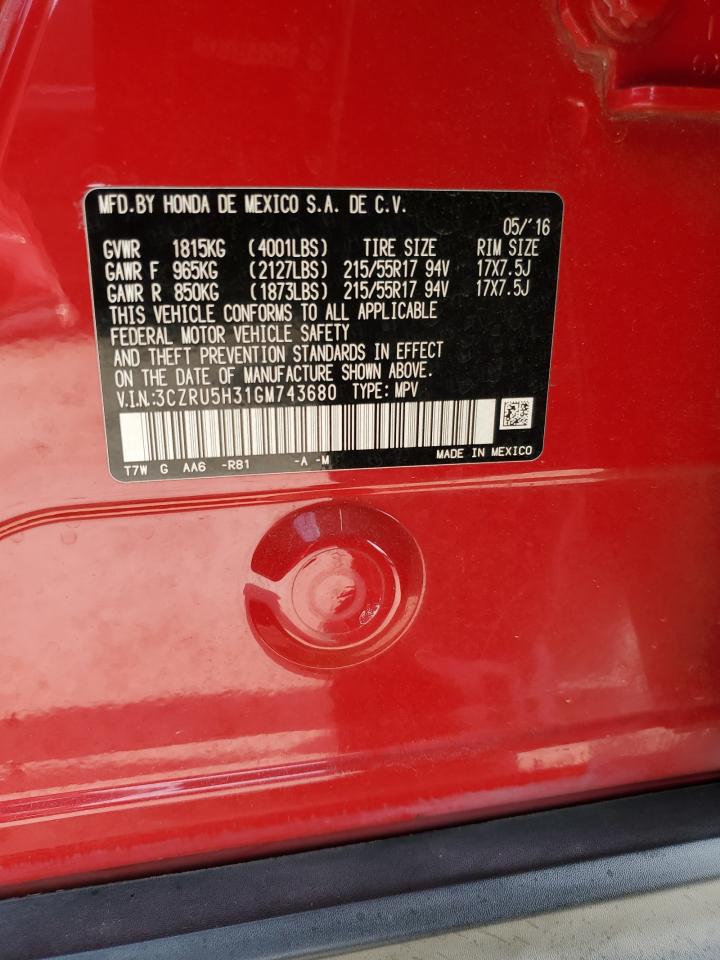 MFD.BY HONDA DE MEXICO S.A. DE C.V.
05/'16
GVWR 1815KG (4001LBS) TIRE SIZE RIM SIZE
GAWR F 965KG (2127LBS) 215/55R17 94V 17X7.5J
GAWR R 850KG (1873LBS) 215/55R17 94V 17X7.5J
THIS VEHICLE CONFORMS TO ALL APPLICABLE
FEDERAL MOTOR VEHICLE SAFETY
AND THEFT PREVENTION STANDARDS IN EFFECT
ON DATE OF MANUFACTURE SHOWN ABOVE.
V.I.N:3CZRU5H31GM743680 TYPE: MPV
T7W G AA6 -R81 -A -M MADE IN MEXICO